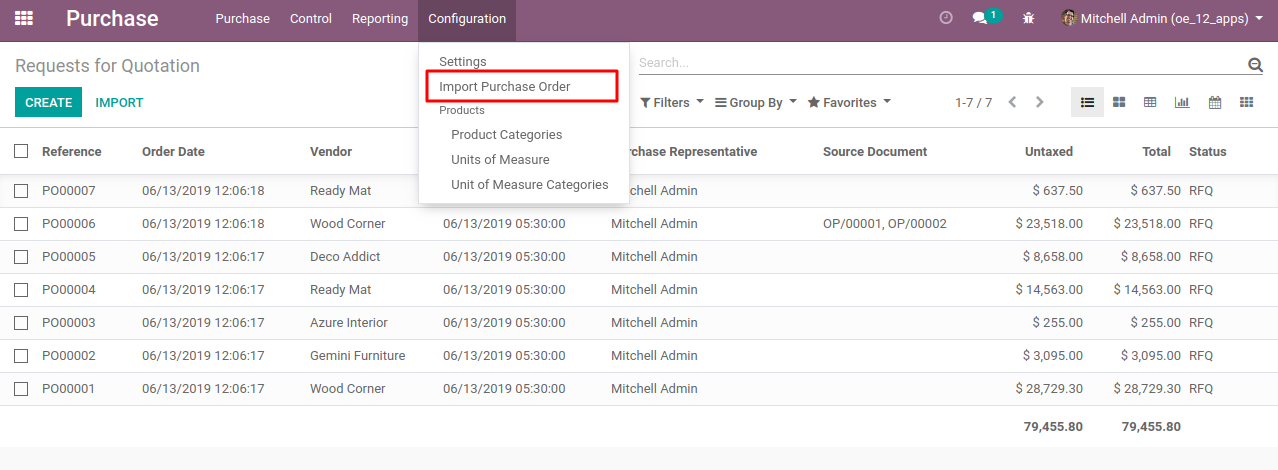 Purchase Purchase Control Reporting Configuration 1 Mitchell Admin (oe_12_apps)
Requests for Quotation Settings Search...
Import Purchase Order
CREATE IMPORT Filters Group By Favorites 1-7 / 7
Products
Product Categories
Units of Measure
Unit of Measure Categories
Reference Order Date Vendor Representative Source Document Untaxed Total Status
PO00007 06/13/2019 12:06:18 Ready Mat Admin $ 637.50 $ 637.50 RFQ
PO00006 06/13/2019 12:06:18 Wood Corner 06/13/2019 05:30:00 Mitchell Admin OP/00001, OP/00002 $ 23,518.00 $ 23,518.00 RFQ
PO00005 06/13/2019 12:06:17 Deco Addict 06/13/2019 05:30:00 Mitchell Admin $ 8,658.00 $ 8,658.00 RFQ
PO00004 06/13/2019 12:06:17 Ready Mat 06/13/2019 05:30:00 Mitchell Admin $ 14,563.00 $ 14,563.00 RFQ
PO00003 06/13/2019 12:06:17 Azure Interior 06/13/2019 05:30:00 Mitchell Admin $ 255.00 $ 255.00 RFQ
PO00002 06/13/2019 12:06:17 Gemini Furniture 06/13/2019 05:30:00 Mitchell Admin $ 3,095.00 $ 3,095.00 RFQ
PO00001 06/13/2019 12:06:17 Wood Corner 06/13/2019 05:30:00 Mitchell Admin $ 28,729.30 $ 28,729.30 RFQ
79,455.80 79,455.80